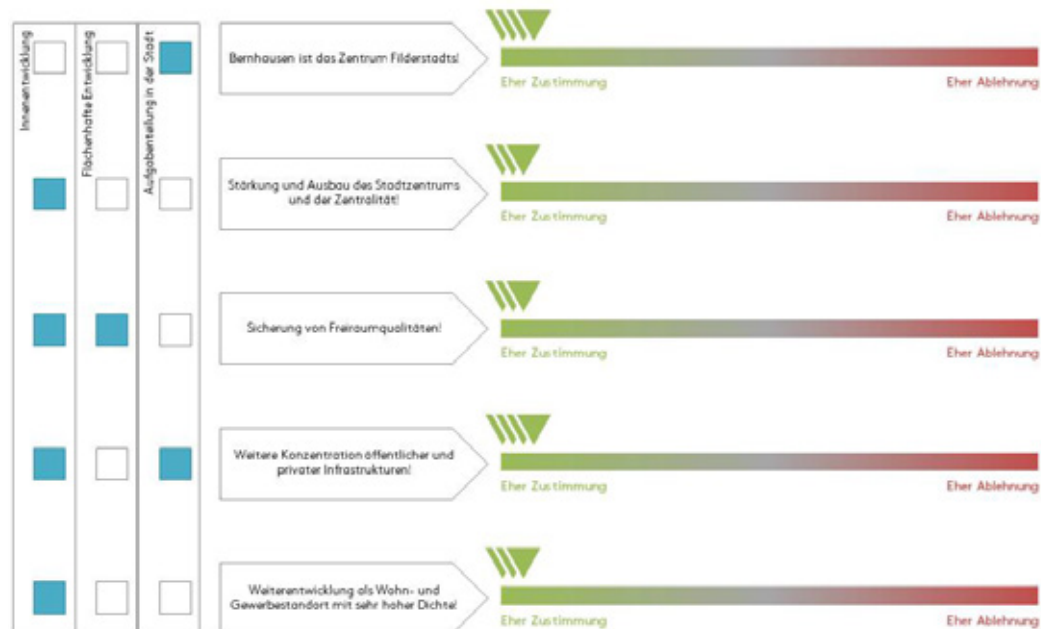 Innenentwicklung
Flächenhafte Entwicklung
Aufgabenteilung in der Stadt
Bernhausen ist das Zentrum Filderstadts!
Eher Zustimmung
Eher Ablehnung
Stärkung und Ausbau des Stadtzentrums
und der Zentralität!
Eher Zustimmung
Eher Ablehnung
Sicherung von Freiraumqualitäten!
Eher Zustimmung
Eher Ablehnung
Weitere Konzentration öffentlicher und
privater Infrastrukturen!
Eher Zustimmung
Eher Ablehnung
Weiterentwicklung als Wohn- und
Gewerbestandort mit sehr hoher Dichte!
Eher Zustimmung
Eher Ablehnung